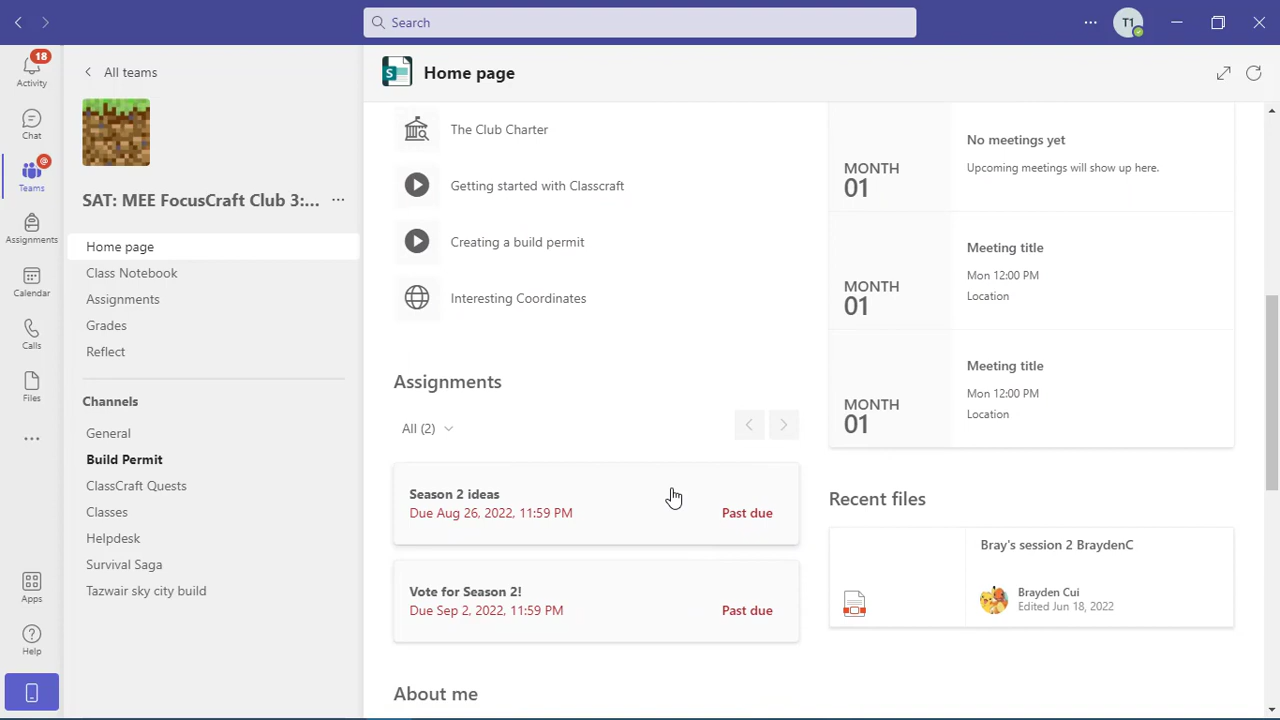 Search
T1
18
Activity
Chat
@
Teams
Assignments
Calendar
Calls
Files
Apps
Help
All teams
SAT: MEE FocusCraft Club 3:...
Home page
Class Notebook
Assignments
Grades
Reflect
Channels
General
Build Permit
ClassCraft Quests
Classes
Helpdesk
Survival Saga
Tazwair sky city build
S
Home page
The Club Charter
Getting started with Classcraft
Creating a build permit
Interesting Coordinates
Assignments
All (2)
Season 2 ideas
Due Aug 26, 2022, 11:59 PM
Past due
Vote for Season 2!
Due Sep 2, 2022, 11:59 PM
Past due
About me
MONTH
01
No meetings yet
Upcoming meetings will show up here.
MONTH
01
Meeting title
Mon 12:00 PM
Location
MONTH
01
Meeting title
Mon 12:00 PM
Location
Recent files
Bray's session 2 BraydenC
Brayden Cui
Edited Jun 18, 2022